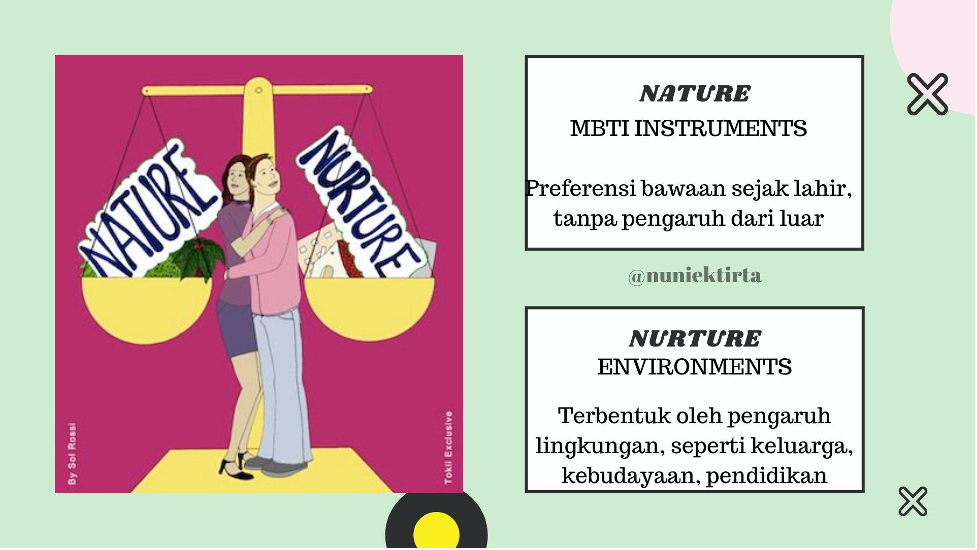 NATURE
NURTURE
By Sol Rossi
Tokii Exclusive
NATURE
MBTI INSTRUMENTS
Preferensi bawaan sejak lahir,
tanpa pengaruh dari luar
@nuniektirta
NURTURE
ENVIRONMENTS
Terbentuk oleh pengaruh
lingkungan, seperti keluarga,
kebudayaan, pendidikan